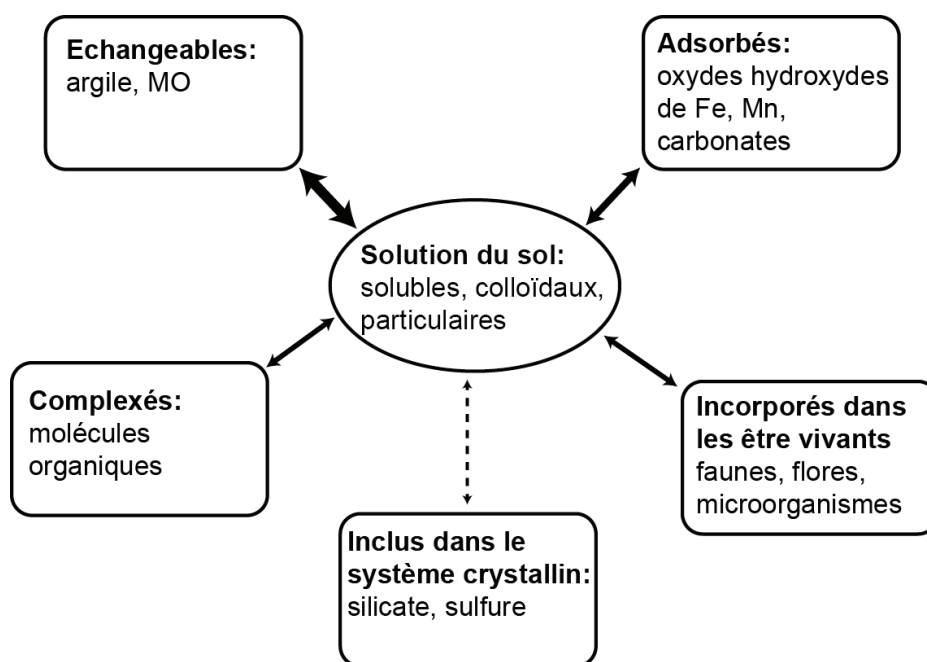 Echangeables:
argile, MO
Adsorbés:
oxydes hydroxydes
de Fe, Mn,
carbonates
Solution du sol:
solubles, colloïdaux,
particulaires
Complexés:
molécules
organiques
Incorporés dans
les être vivants
faunes, flores,
microorganismes
Inclus dans le
système crystallin:
silicate, sulfure